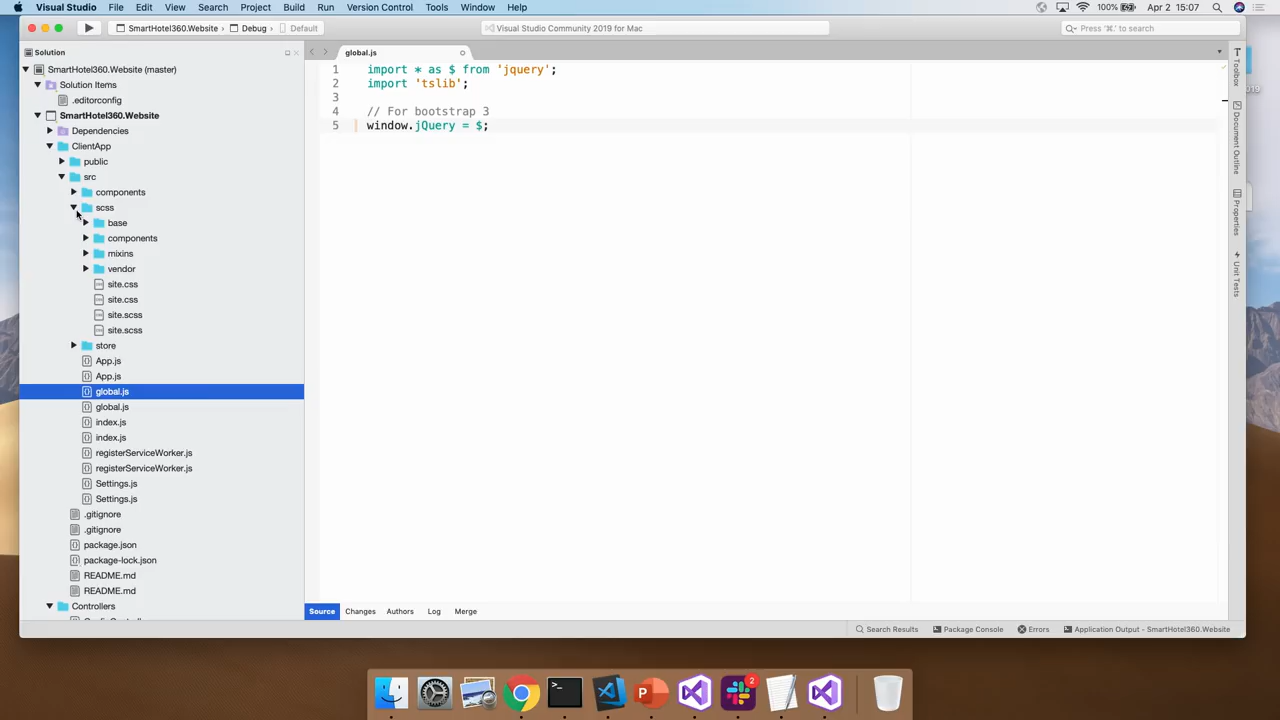 Visual Studio File Edit View Search Project Build Run Version Control Tools Window Help 100% Apr 2 15:07
SmartHotel360.Website › Debug › Default
Visual Studio Community 2019 for Mac
Press '⌘.' to search
Solution
global.js
SmartHotel360.Website (master)
Solution Items
.editorconfig
SmartHotel360.Website
Dependencies
ClientApp
public
src
components
scss
base
components
mixins
vendor
site.css
site.css
site.scss
site.scss
store
App.js
App.js
global.js
global.js
index.js
index.js
registerServiceWorker.js
registerServiceWorker.js
Settings.js
Settings.js
.gitignore
.gitignore
package.json
package-lock.json
README.md
README.md
Controllers
1 import * as $ from 'jquery';
2 import 'tslib';
3
4 // For bootstrap 3
5 window.jQuery = $;
Toolbox
Document Outline
Properties
Unit Tests
2019
Source Changes Authors Log Merge
Search Results Package Console Errors Application Output - SmartHotel360.Website
2